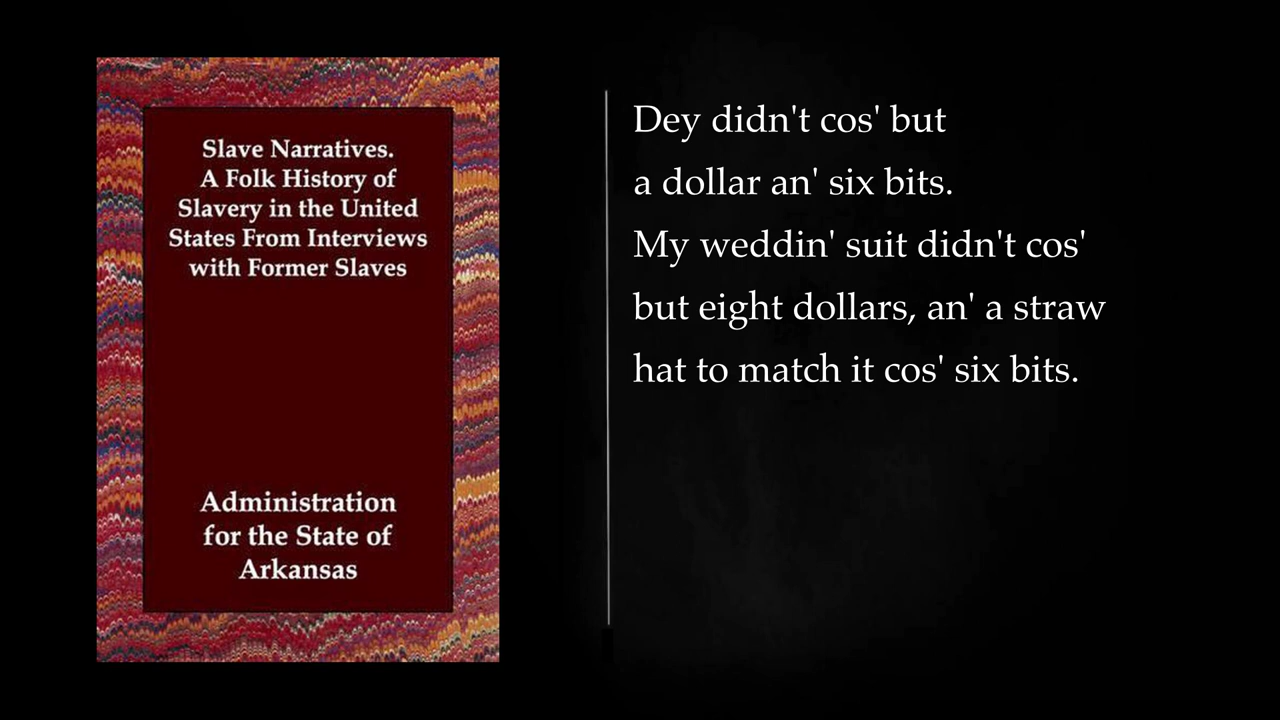 Slave Narratives.
A Folk History of
Slavery in the United
States From Interviews
with Former Slaves
Administration
for the State of
Arkansas
Dey didn't cos' but
a dollar an' six bits.
My weddin' suit didn't cos'
but eight dollars, an' a straw
hat to match it cos' six bits.